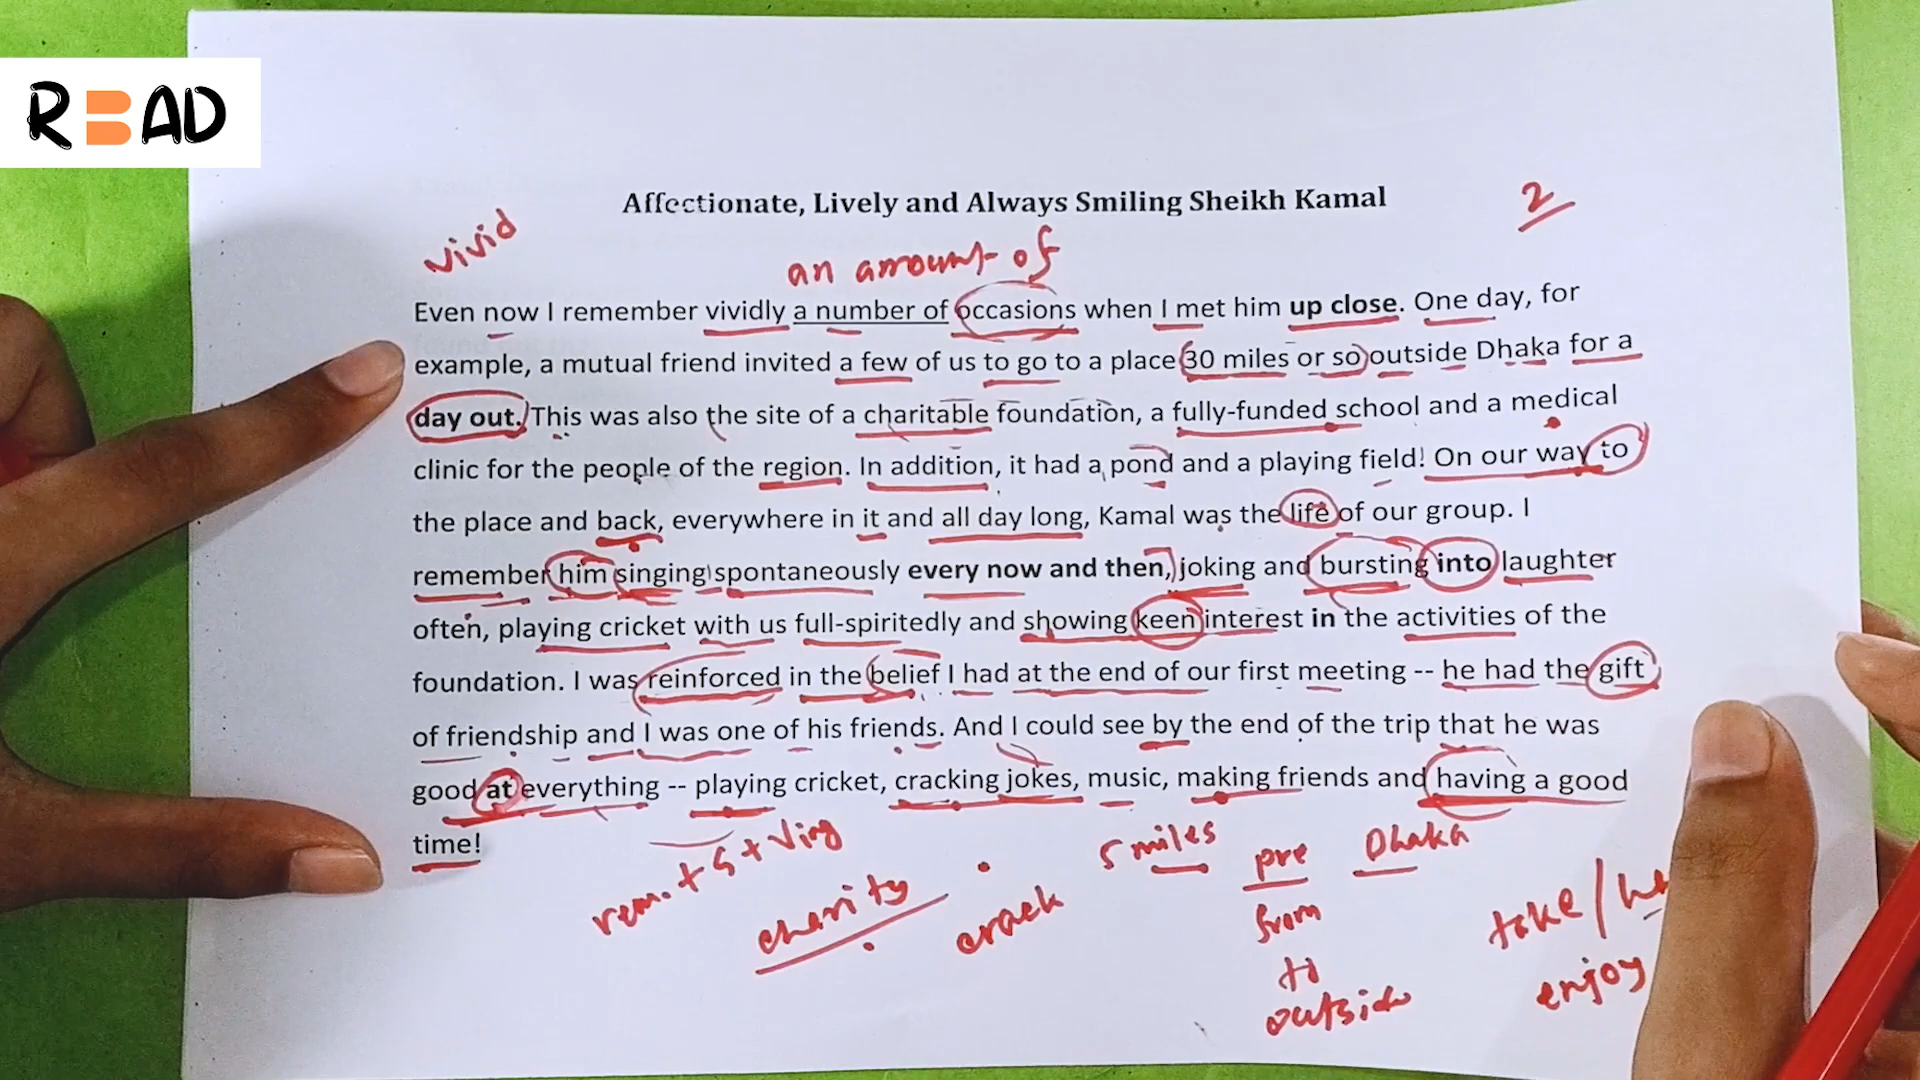 READ
Affectionate, Lively and Always Smiling Sheikh Kamal
2
vivid
an amount of
Even now I remember vividly a number of occasions when I met him up close. One day, for
example, a mutual friend invited a few of us to go to a place 30 miles or so outside Dhaka for a
day out. This was also the site of a charitable foundation, a fully-funded school and a medical
clinic for the people of the region. In addition, it had a pond and a playing field! On our way to
the place and back, everywhere in it and all day long, Kamal was the life of our group. I
remember him singing spontaneously every now and then, joking and bursting into laughter
often, playing cricket with us full-spiritedly and showing keen interest in the activities of the
foundation. I was reinforced in the belief I had at the end of our first meeting -- he had the gift
of friendship and I was one of his friends. And I could see by the end of the trip that he was
good at everything -- playing cricket, cracking jokes, music, making friends and having a good
time!
rem. + S + Ving
charity
crack
5 miles
pre
Dhaka
from
to
outside
take /
enjoy